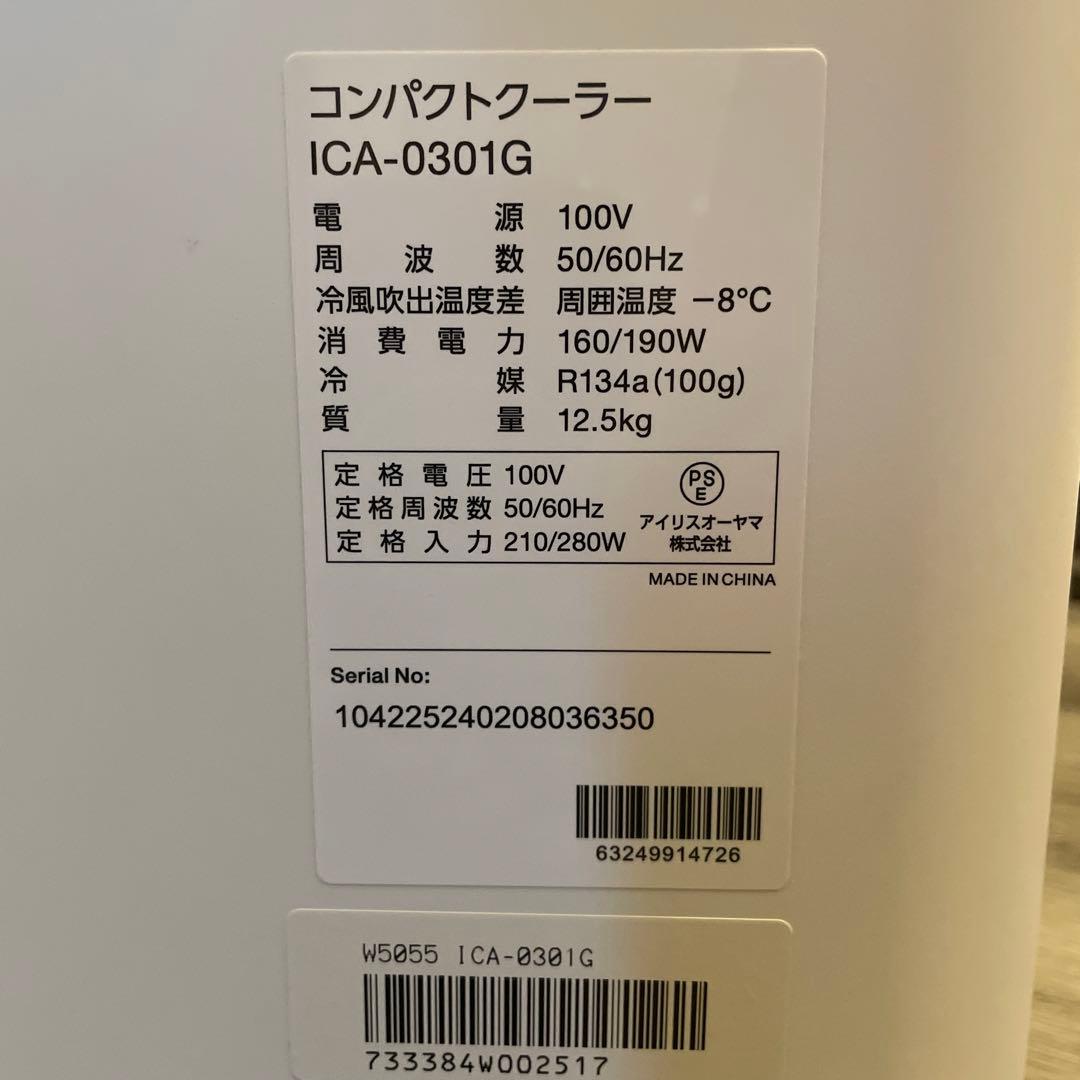 コンパクトクーラー
ICA-0301G
電源 100V
周波数 50/60Hz
冷風吹出温度差 周囲温度 －8℃
消費電力 160/190W
冷媒 R134a(100g)
質量 12.5kg
定格電圧 100V
定格周波数 50/60Hz
定格入力 210/280W
PSE
アイリスオーヤマ
株式会社
MADE IN CHINA
Serial No:
104225240208036350
63249914726
W5055 ICA-0301G
733384W002517